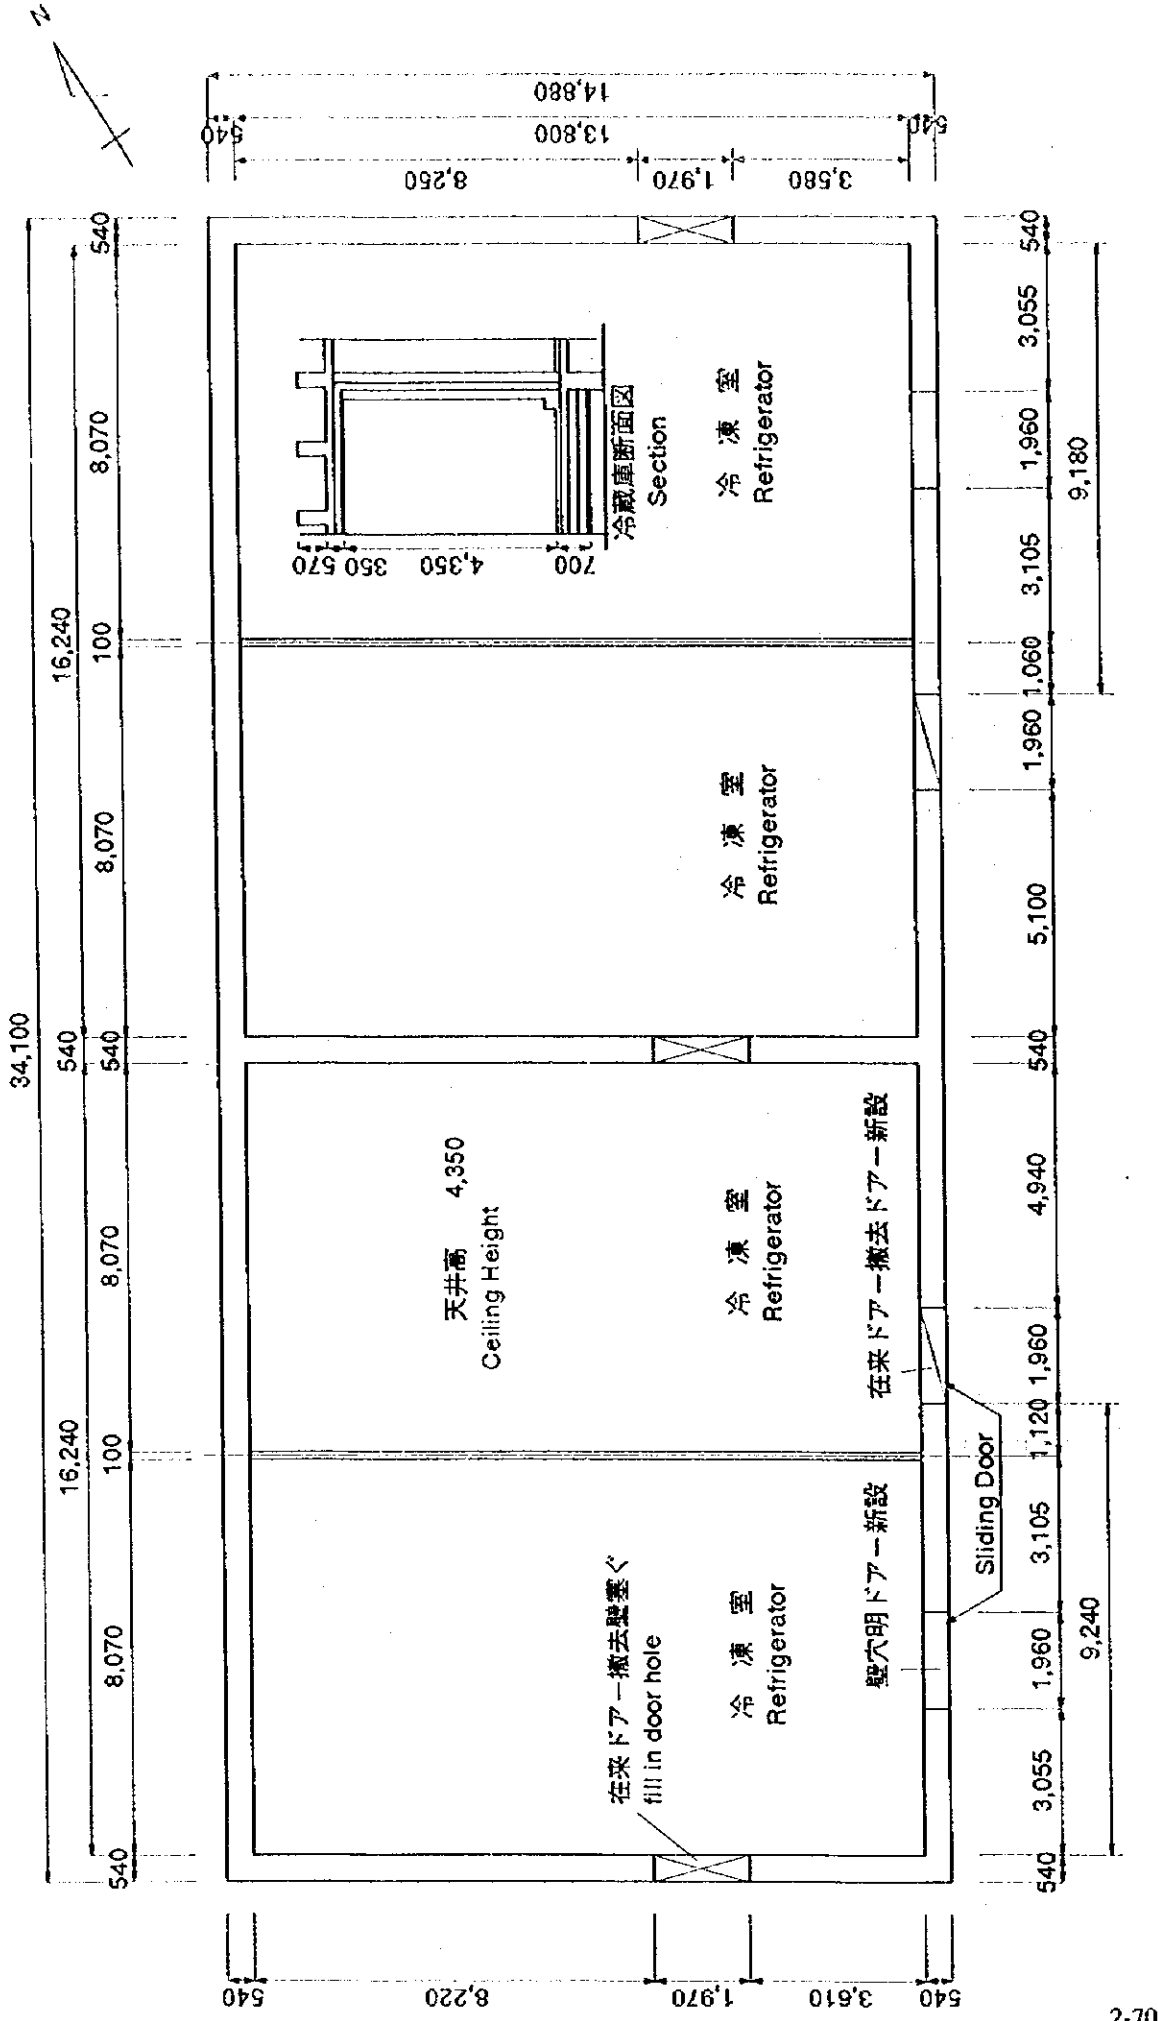 N
34,100
16,240
540
16,240
540
8,070
100
8,070
540
8,070
100
8,070
540
540
8,220
1,970
3,610
540
14,880
540
13,800
540
8,250
1,970
3,580
天井高 4,350
Ceiling Height
570
350
4,350
700
冷蔵庫断面図
Section
在来ドアー撤去壁塞ぐ
fill in door hole
冷 凍 室
Refrigerator
冷 凍 室
Refrigerator
冷 凍 室
Refrigerator
冷 凍 室
Refrigerator
壁穴明ドアー新設
在来ドアー撤去ドアー新設
Sliding Door
540
3,055
1,960
3,105
1,120
1,960
4,940
540
5,100
1,960
1,060
3,105
1,960
3,055
540
9,240
9,180
2-70